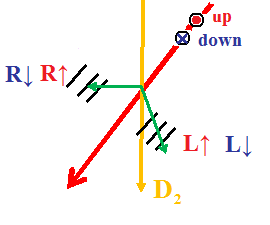 up
down
R↓ R↑
L↑ L↓
D₂